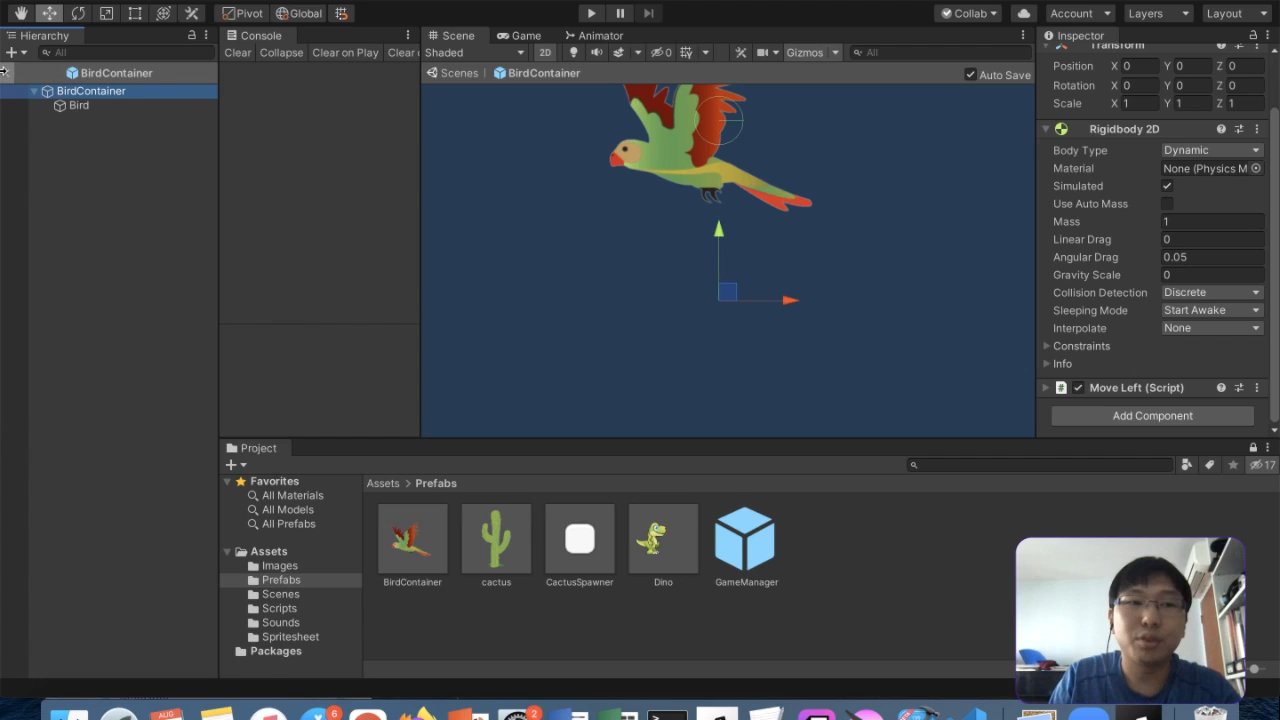 Pivot
Global
Collab
Account
Layers
Layout
Hierarchy
All
BirdContainer
BirdContainer
Bird
Console
Clear
Collapse
Clear on Play
Clear
Scene
Game
Animator
Shaded
2D
0
Gizmos
All
Scenes
BirdContainer
Auto Save
Inspector
Transform
Position X 0 Y 0 Z 0
Rotation X 0 Y 0 Z 0
Scale X 1 Y 1 Z 1
Rigidbody 2D
Body Type Dynamic
Material None (Physics M
Simulated
Use Auto Mass
Mass 1
Linear Drag 0
Angular Drag 0.05
Gravity Scale 0
Collision Detection Discrete
Sleeping Mode Start Awake
Interpolate None
Constraints
Info
# Move Left (Script)
Add Component
Project
17
Favorites
All Materials
All Models
All Prefabs
Assets
Images
Prefabs
Scenes
Scripts
Sounds
Spritesheet
Packages
Assets > Prefabs
BirdContainer
cactus
CactusSpawner
Dino
GameManager
AUG
6
2